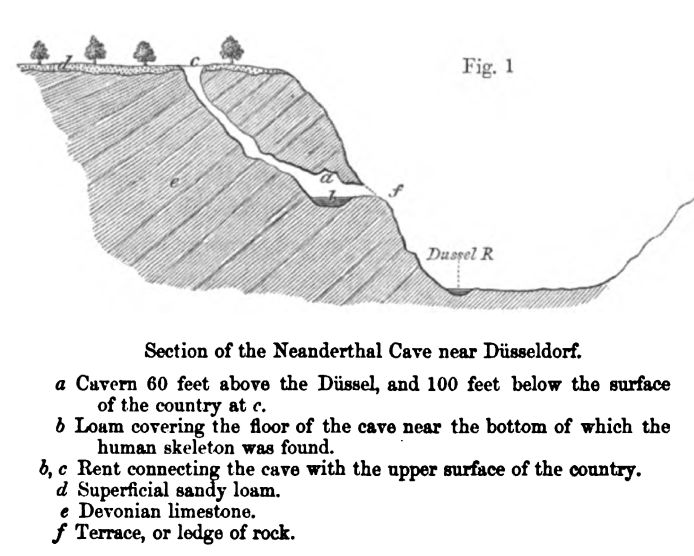 d
c
Fig. 1
e
a
b
f
Dussel R
Section of the Neanderthal Cave near Düsseldorf.
a Cavern 60 feet above the Düssel, and 100 feet below the surface
of the country at c.
b Loam covering the floor of the cave near the bottom of which the
human skeleton was found.
b, c Rent connecting the cave with the upper surface of the country.
d Superficial sandy loam.
e Devonian limestone.
f Terrace, or ledge of rock.